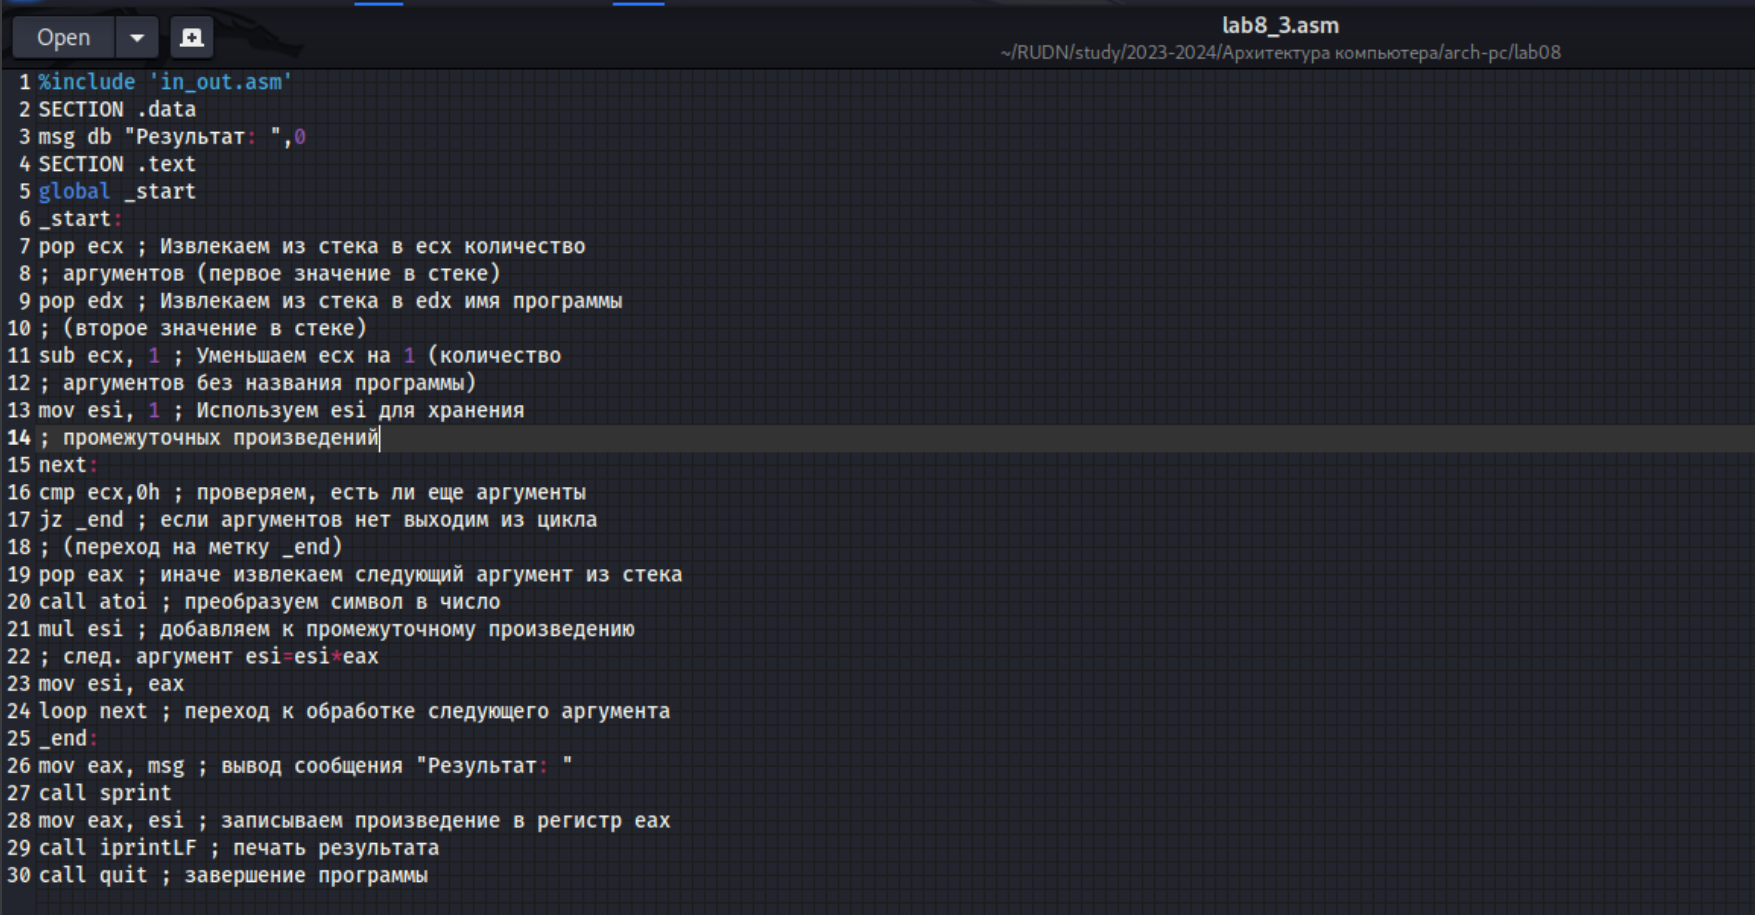 Open
lab8_3.asm
~/RUDN/study/2023-2024/Архитектура компьютера/arch-pc/lab08
1 %include 'in_out.asm'
2 SECTION .data
3 msg db "Результат: ",0
4 SECTION .text
5 global _start
6 _start:
7 pop ecx ; Извлекаем из стека в ecx количество
8 ; аргументов (первое значение в стеке)
9 pop edx ; Извлекаем из стека в edx имя программы
10 ; (второе значение в стеке)
11 sub ecx, 1 ; Уменьшаем ecx на 1 (количество
12 ; аргументов без названия программы)
13 mov esi, 1 ; Используем esi для хранения
14 ; промежуточных произведений
15 next:
16 cmp ecx,0h ; проверяем, есть ли еще аргументы
17 jz _end ; если аргументов нет выходим из цикла
18 ; (переход на метку _end)
19 pop eax ; иначе извлекаем следующий аргумент из стека
20 call atoi ; преобразуем символ в число
21 mul esi ; добавляем к промежуточному произведению
22 ; след. аргумент esi=esi*eax
23 mov esi, eax
24 loop next ; переход к обработке следующего аргумента
25 _end:
26 mov eax, msg ; вывод сообщения "Результат: "
27 call sprint
28 mov eax, esi ; записываем произведение в регистр eax
29 call iprintLF ; печать результата
30 call quit ; завершение программы